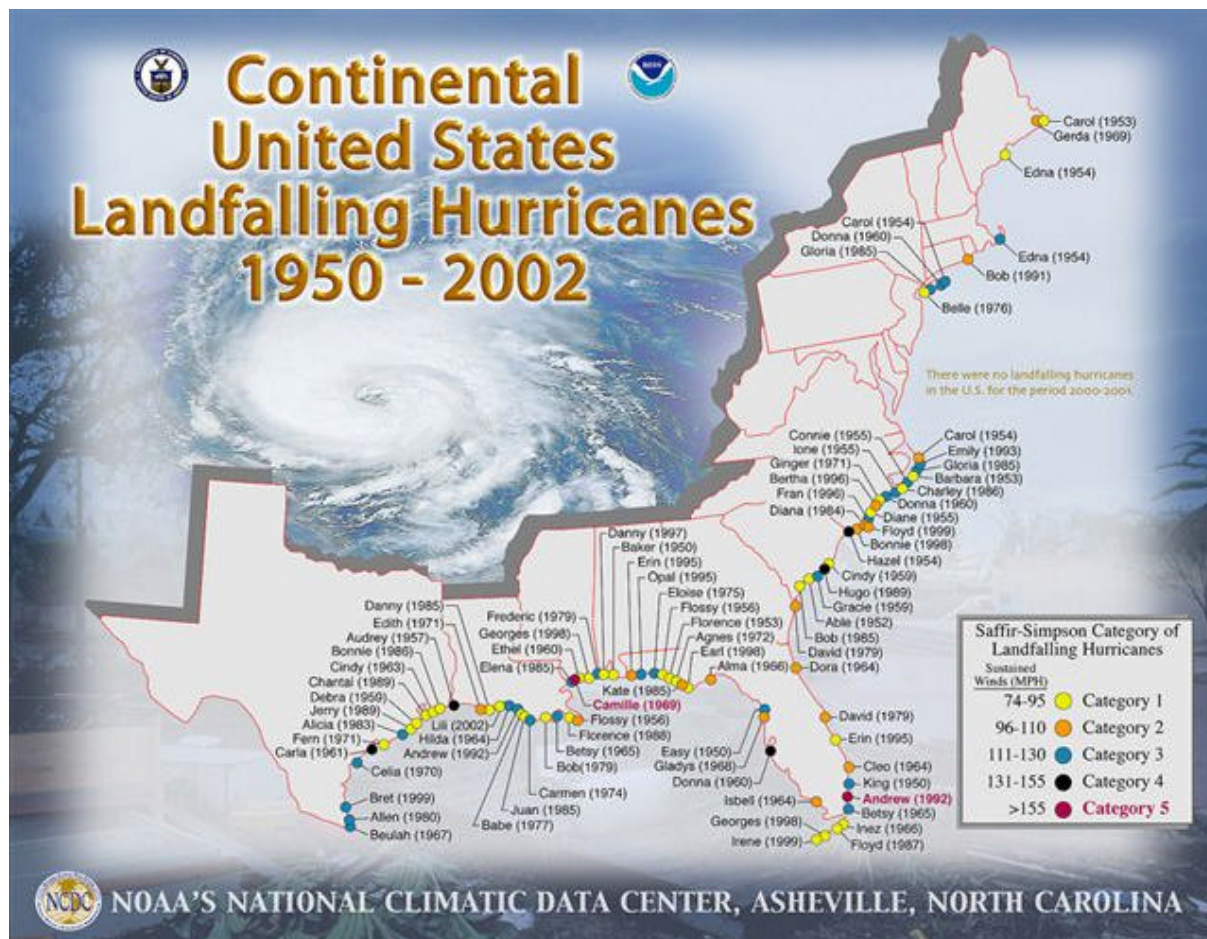 Continental
United States
Landfalling Hurricanes
1950 - 2002
NOAA
Carol (1953)
Gerda (1969)
Edna (1954)
Carol (1954)
Donna (1960)
Gloria (1985)
Edna (1954)
Bob (1991)
Belle (1976)
There were no landfalling hurricanes
in the U.S. for the period 2000-2001.
Connie (1955)
Ione (1955)
Ginger (1971)
Bertha (1996)
Fran (1996)
Diana (1984)
Carol (1954)
Emily (1993)
Gloria (1985)
Barbara (1953)
Charley (1986)
Donna (1960)
Diane (1955)
Floyd (1999)
Bonnie (1998)
Hazel (1954)
Cindy (1959)
Hugo (1989)
Gracie (1959)
Able (1952)
Bob (1985)
David (1979)
Dora (1964)
Danny (1997)
Baker (1950)
Erin (1995)
Opal (1995)
Eloise (1975)
Flossy (1956)
Florence (1953)
Agnes (1972)
Earl (1998)
Alma (1966)
Frederic (1979)
Georges (1998)
Ethel (1960)
Elena (1985)
Kate (1985)
Camille (1969)
Danny (1985)
Edith (1971)
Audrey (1957)
Bonnie (1986)
Cindy (1963)
Chantal (1989)
Debra (1959)
Jerry (1989)
Alicia (1983)
Fern (1971)
Carla (1961)
Lili (2002)
Hilda (1964)
Andrew (1992)
Flossy (1956)
Florence (1988)
Betsy (1965)
Bob(1979)
Carmen (1974)
Juan (1985)
Babe (1977)
Celia (1970)
Bret (1999)
Allen (1980)
Beulah (1967)
Easy (1950)
Gladys (1968)
Donna (1960)
Isbell (1964)
Georges (1998)
Irene (1999)
David (1979)
Erin (1995)
Cleo (1964)
King (1950)
Andrew (1992)
Betsy (1965)
Inez (1966)
Floyd (1987)
Saffir-Simpson Category of
Landfalling Hurricanes
Sustained
Winds (MPH)
74-95 Category 1
96-110 Category 2
111-130 Category 3
131-155 Category 4
>155 Category 5
NCDC
NOAA'S NATIONAL CLIMATIC DATA CENTER, ASHEVILLE, NORTH CAROLINA